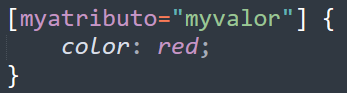 [myatributo="myvalor"] {
    color: red;
}